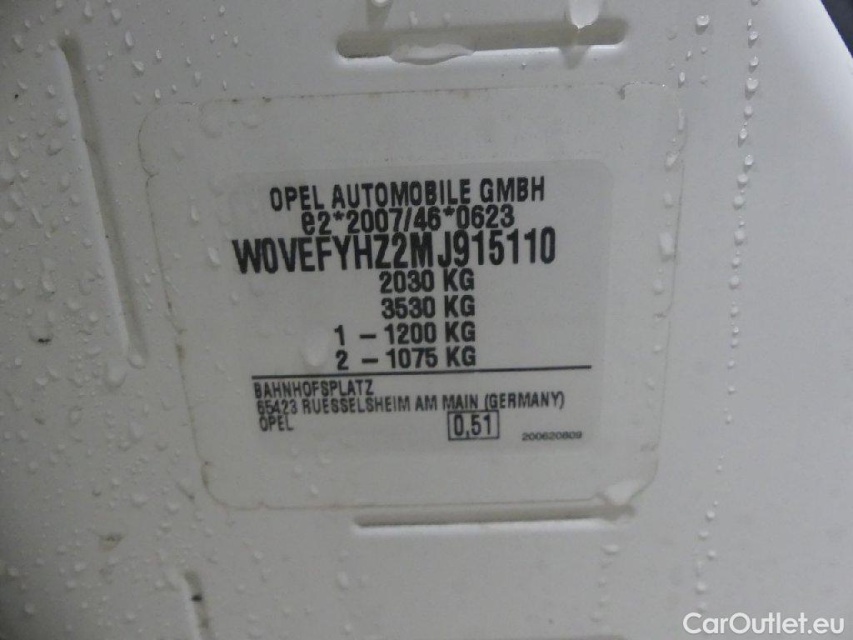 OPEL AUTOMOBILE GMBH
e2*2007/46*0623
W0VEFYHZ2MJ915110
2030 KG
3530 KG
1 - 1200 KG
2 - 1075 KG
BAHNHOFSPLATZ
65423 RUESSELSHEIM AM MAIN (GERMANY)
OPEL
0,51
200620809
CarOutlet.eu